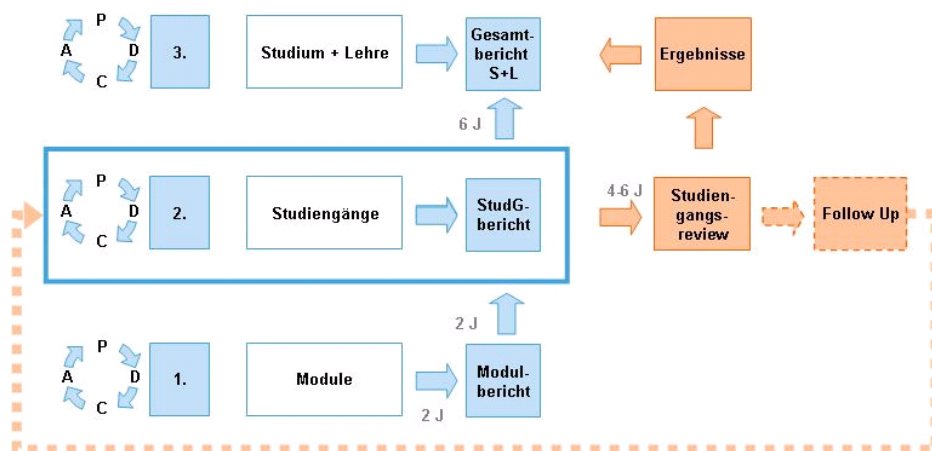 P
A
D
C
3.
Studium + Lehre
Gesamt-
bericht
S+L
Ergebnisse
6 J
P
A
D
C
2.
Studiengänge
StudG-
bericht
4-6 J
Studien-
gangs-
review
Follow Up
2 J
P
A
D
C
1.
Module
2 J
Modul-
bericht